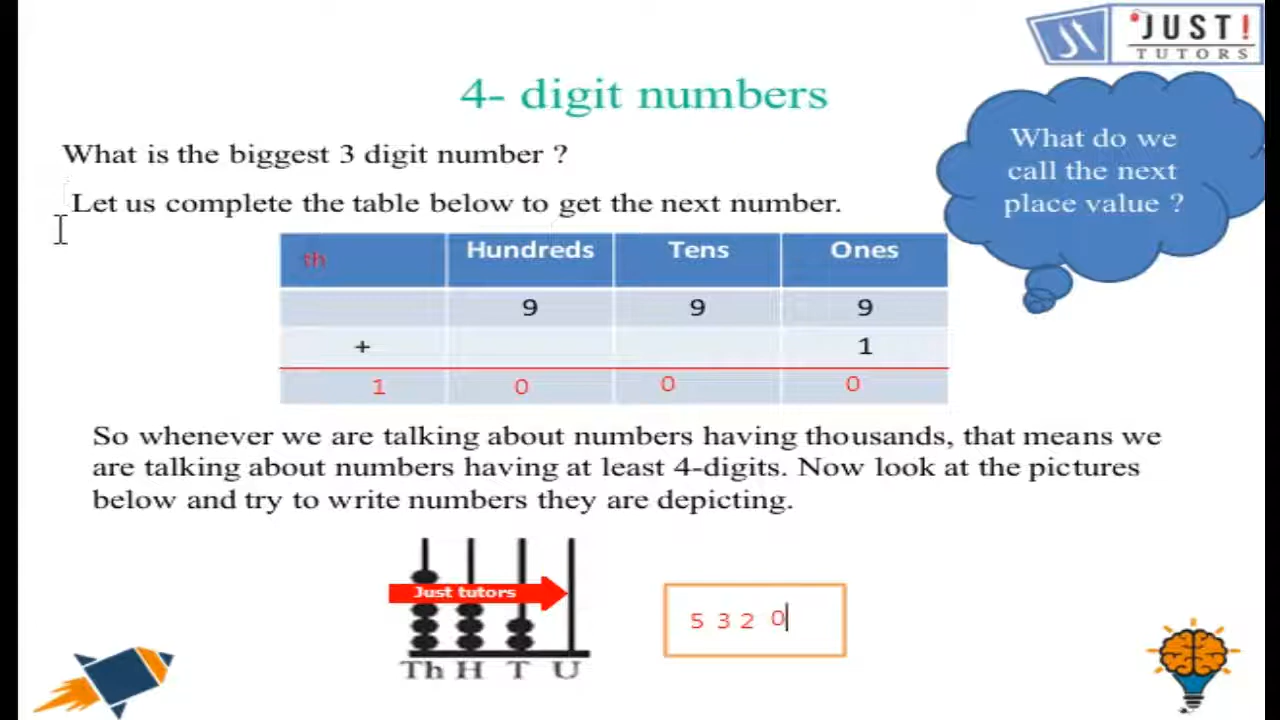 JUST!
TUTORS
4- digit numbers
What do we
call the next
place value ?
What is the biggest 3 digit number ?
Let us complete the table below to get the next number.
th Hundreds Tens Ones
9 9 9
+ 1
1 0 0 0
So whenever we are talking about numbers having thousands, that means we
are talking about numbers having at least 4-digits. Now look at the pictures
below and try to write numbers they are depicting.
Just tutors
5 3 2 0
Th H T U